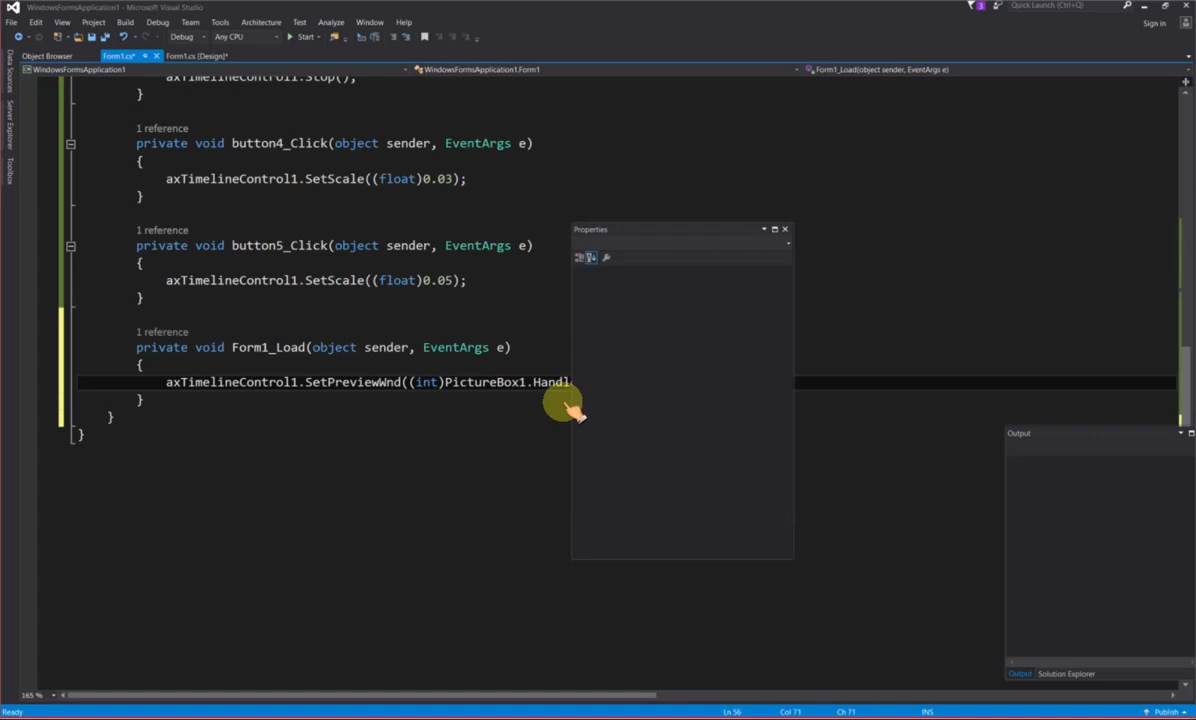 WindowsFormsApplication1 - Microsoft Visual Studio
3
Quick Launch (Ctrl+Q)
File Edit View Project Build Debug Team Tools Architecture Test Analyze Window Help
Sign in
Debug Any CPU Start
Object Browser Form1.cs* Form1.cs [Design]*
WindowsFormsApplication1 WindowsFormsApplication1.Form1 Form1_Load(object sender, EventArgs e)
Data Sources
Server Explorer
Toolbox
axTimelineControl1.Stop();
}
1 reference
private void button4_Click(object sender, EventArgs e)
{
axTimelineControl1.SetScale((float)0.03);
}
1 reference
private void button5_Click(object sender, EventArgs e)
{
axTimelineControl1.SetScale((float)0.05);
}
1 reference
private void Form1_Load(object sender, EventArgs e)
{
axTimelineControl1.SetPreviewWnd((int)PictureBox1.Handl
}
}
}
Properties
Output
Output Solution Explorer
165 %
Ready Ln 56 Col 71 Ch 71 INS Publish